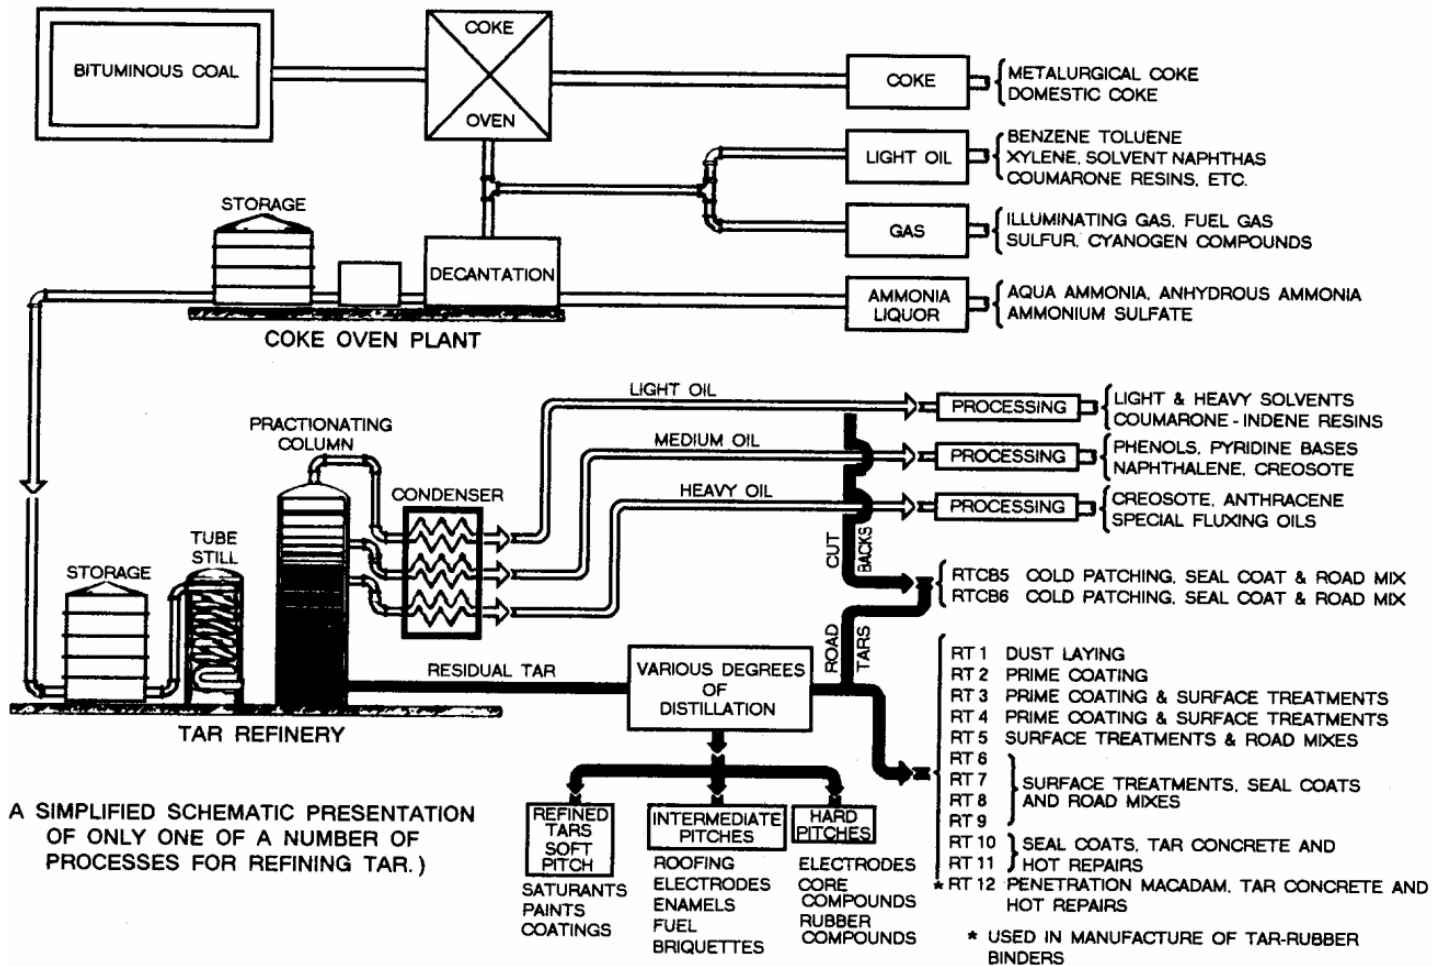 BITUMINOUS COAL
COKE
OVEN
COKE
METALURGICAL COKE
DOMESTIC COKE
LIGHT OIL
BENZENE TOLUENE
XYLENE, SOLVENT NAPHTHAS
COUMARONE RESINS, ETC.
GAS
ILLUMINATING GAS, FUEL GAS
SULFUR, CYANOGEN COMPOUNDS
STORAGE
DECANTATION
AMMONIA
LIQUOR
AQUA AMMONIA, ANHYDROUS AMMONIA
AMMONIUM SULFATE
COKE OVEN PLANT
LIGHT OIL
PROCESSING
LIGHT & HEAVY SOLVENTS
COUMARONE - INDENE RESINS
PRACTIONATING
COLUMN
MEDIUM OIL
PROCESSING
PHENOLS, PYRIDINE BASES
NAPHTHALENE, CREOSOTE
CONDENSER
HEAVY OIL
PROCESSING
CREOSOTE, ANTHRACENE
SPECIAL FLUXING OILS
TUBE
STILL
STORAGE
CUT
BACKS
RTCB5 COLD PATCHING, SEAL COAT & ROAD MIX
RTCB6 COLD PATCHING, SEAL COAT & ROAD MIX
ROAD
TARS
RESIDUAL TAR
VARIOUS DEGREES
OF
DISTILLATION
TAR REFINERY
RT 1 DUST LAYING
RT 2 PRIME COATING
RT 3 PRIME COATING & SURFACE TREATMENTS
RT 4 PRIME COATING & SURFACE TREATMENTS
RT 5 SURFACE TREATMENTS & ROAD MIXES
RT 6
RT 7
RT 8
RT 9
SURFACE TREATMENTS, SEAL COATS
AND ROAD MIXES
RT 10
RT 11
SEAL COATS, TAR CONCRETE AND
HOT REPAIRS
* RT 12 PENETRATION MACADAM, TAR CONCRETE AND
HOT REPAIRS
* USED IN MANUFACTURE OF TAR-RUBBER
BINDERS
A SIMPLIFIED SCHEMATIC PRESENTATION
OF ONLY ONE OF A NUMBER OF
PROCESSES FOR REFINING TAR.)
REFINED
TARS
SOFT
PITCH
SATURANTS
PAINTS
COATINGS
INTERMEDIATE
PITCHES
ROOFING
ELECTRODES
ENAMELS
FUEL
BRIQUETTES
HARD
PITCHES
ELECTRODES
CORE
COMPOUNDS
RUBBER
COMPOUNDS